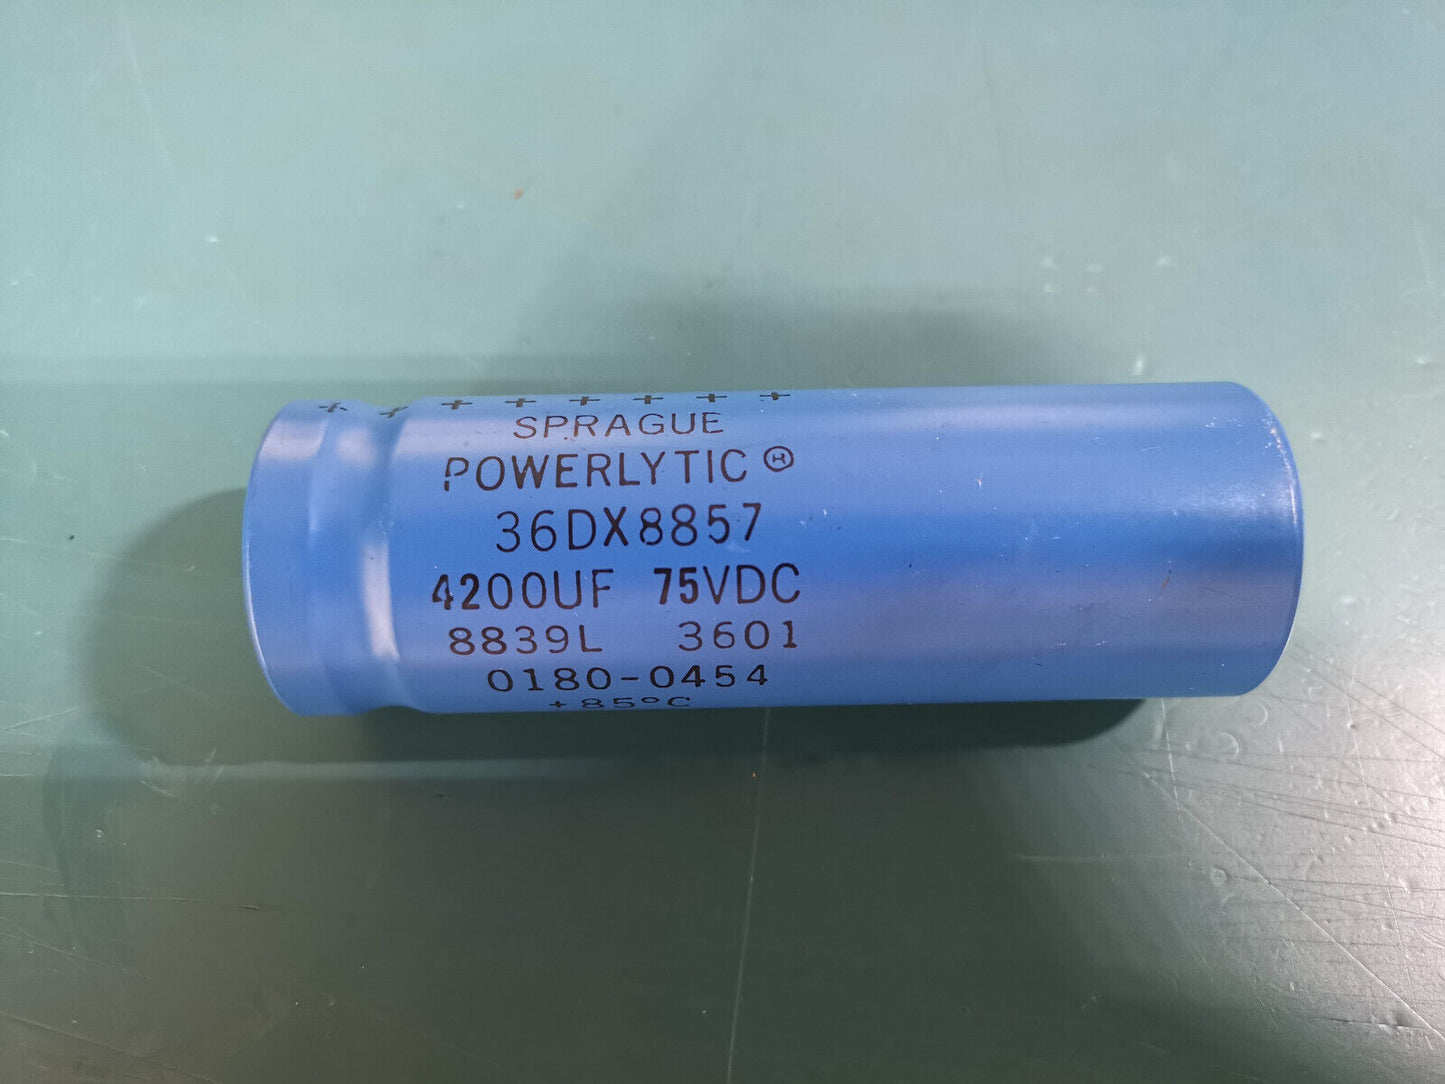 + + + + + + + +
SPRAGUE
POWERLYTIC ®
36DX8857
4200UF 75VDC
8839L 3601
0180-0454
+85°C